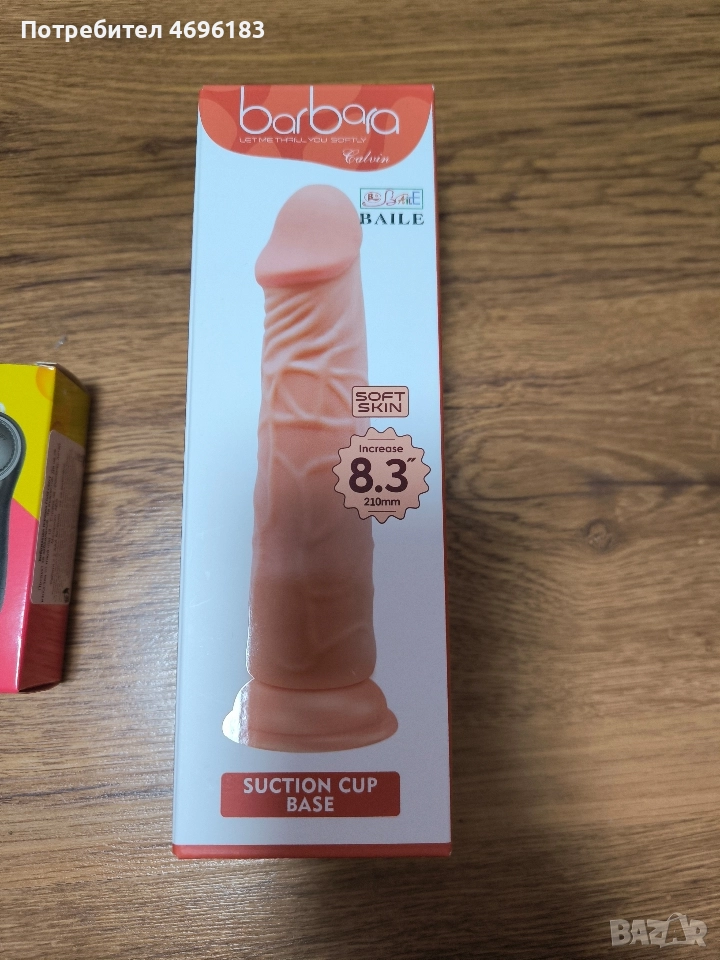 Потребител 4696183
barbara
LET ME THRILL YOU SOFTLY
Calvin
BAILE
SOFT
SKIN
Increase
8.3"
210mm
SUCTION CUP
BASE
BAZAR